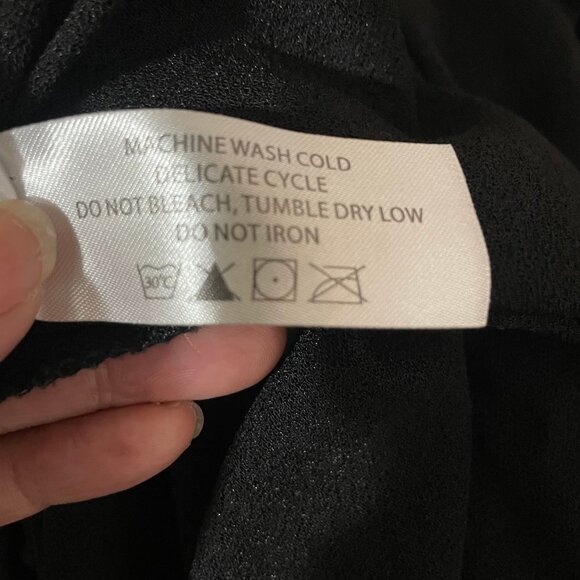 MACHINE WASH COLD
DELICATE CYCLE
DO NOT BLEACH, TUMBLE DRY LOW
DO NOT IRON
30°C